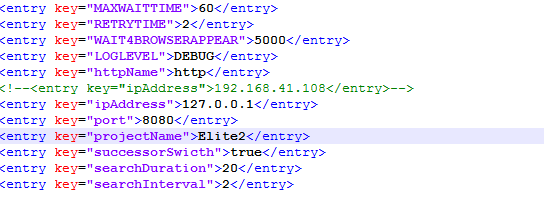 <entry key="MAXWAITTIME">60</entry>
<entry key="RETRYTIME">2</entry>
<entry key="WAIT4BROWSERAPPEAR">5000</entry>
<entry key="LOGLEVEL">DEBUG</entry>
<entry key="httpName">http</entry>
<!--<entry key="ipAddress">192.168.41.108</entry>-->
<entry key="ipAddress">127.0.0.1</entry>
<entry key="port">8080</entry>
<entry key="projectName">Elite2</entry>
<entry key="successorSwicth">true</entry>
<entry key="searchDuration">20</entry>
<entry key="searchInterval">2</entry>